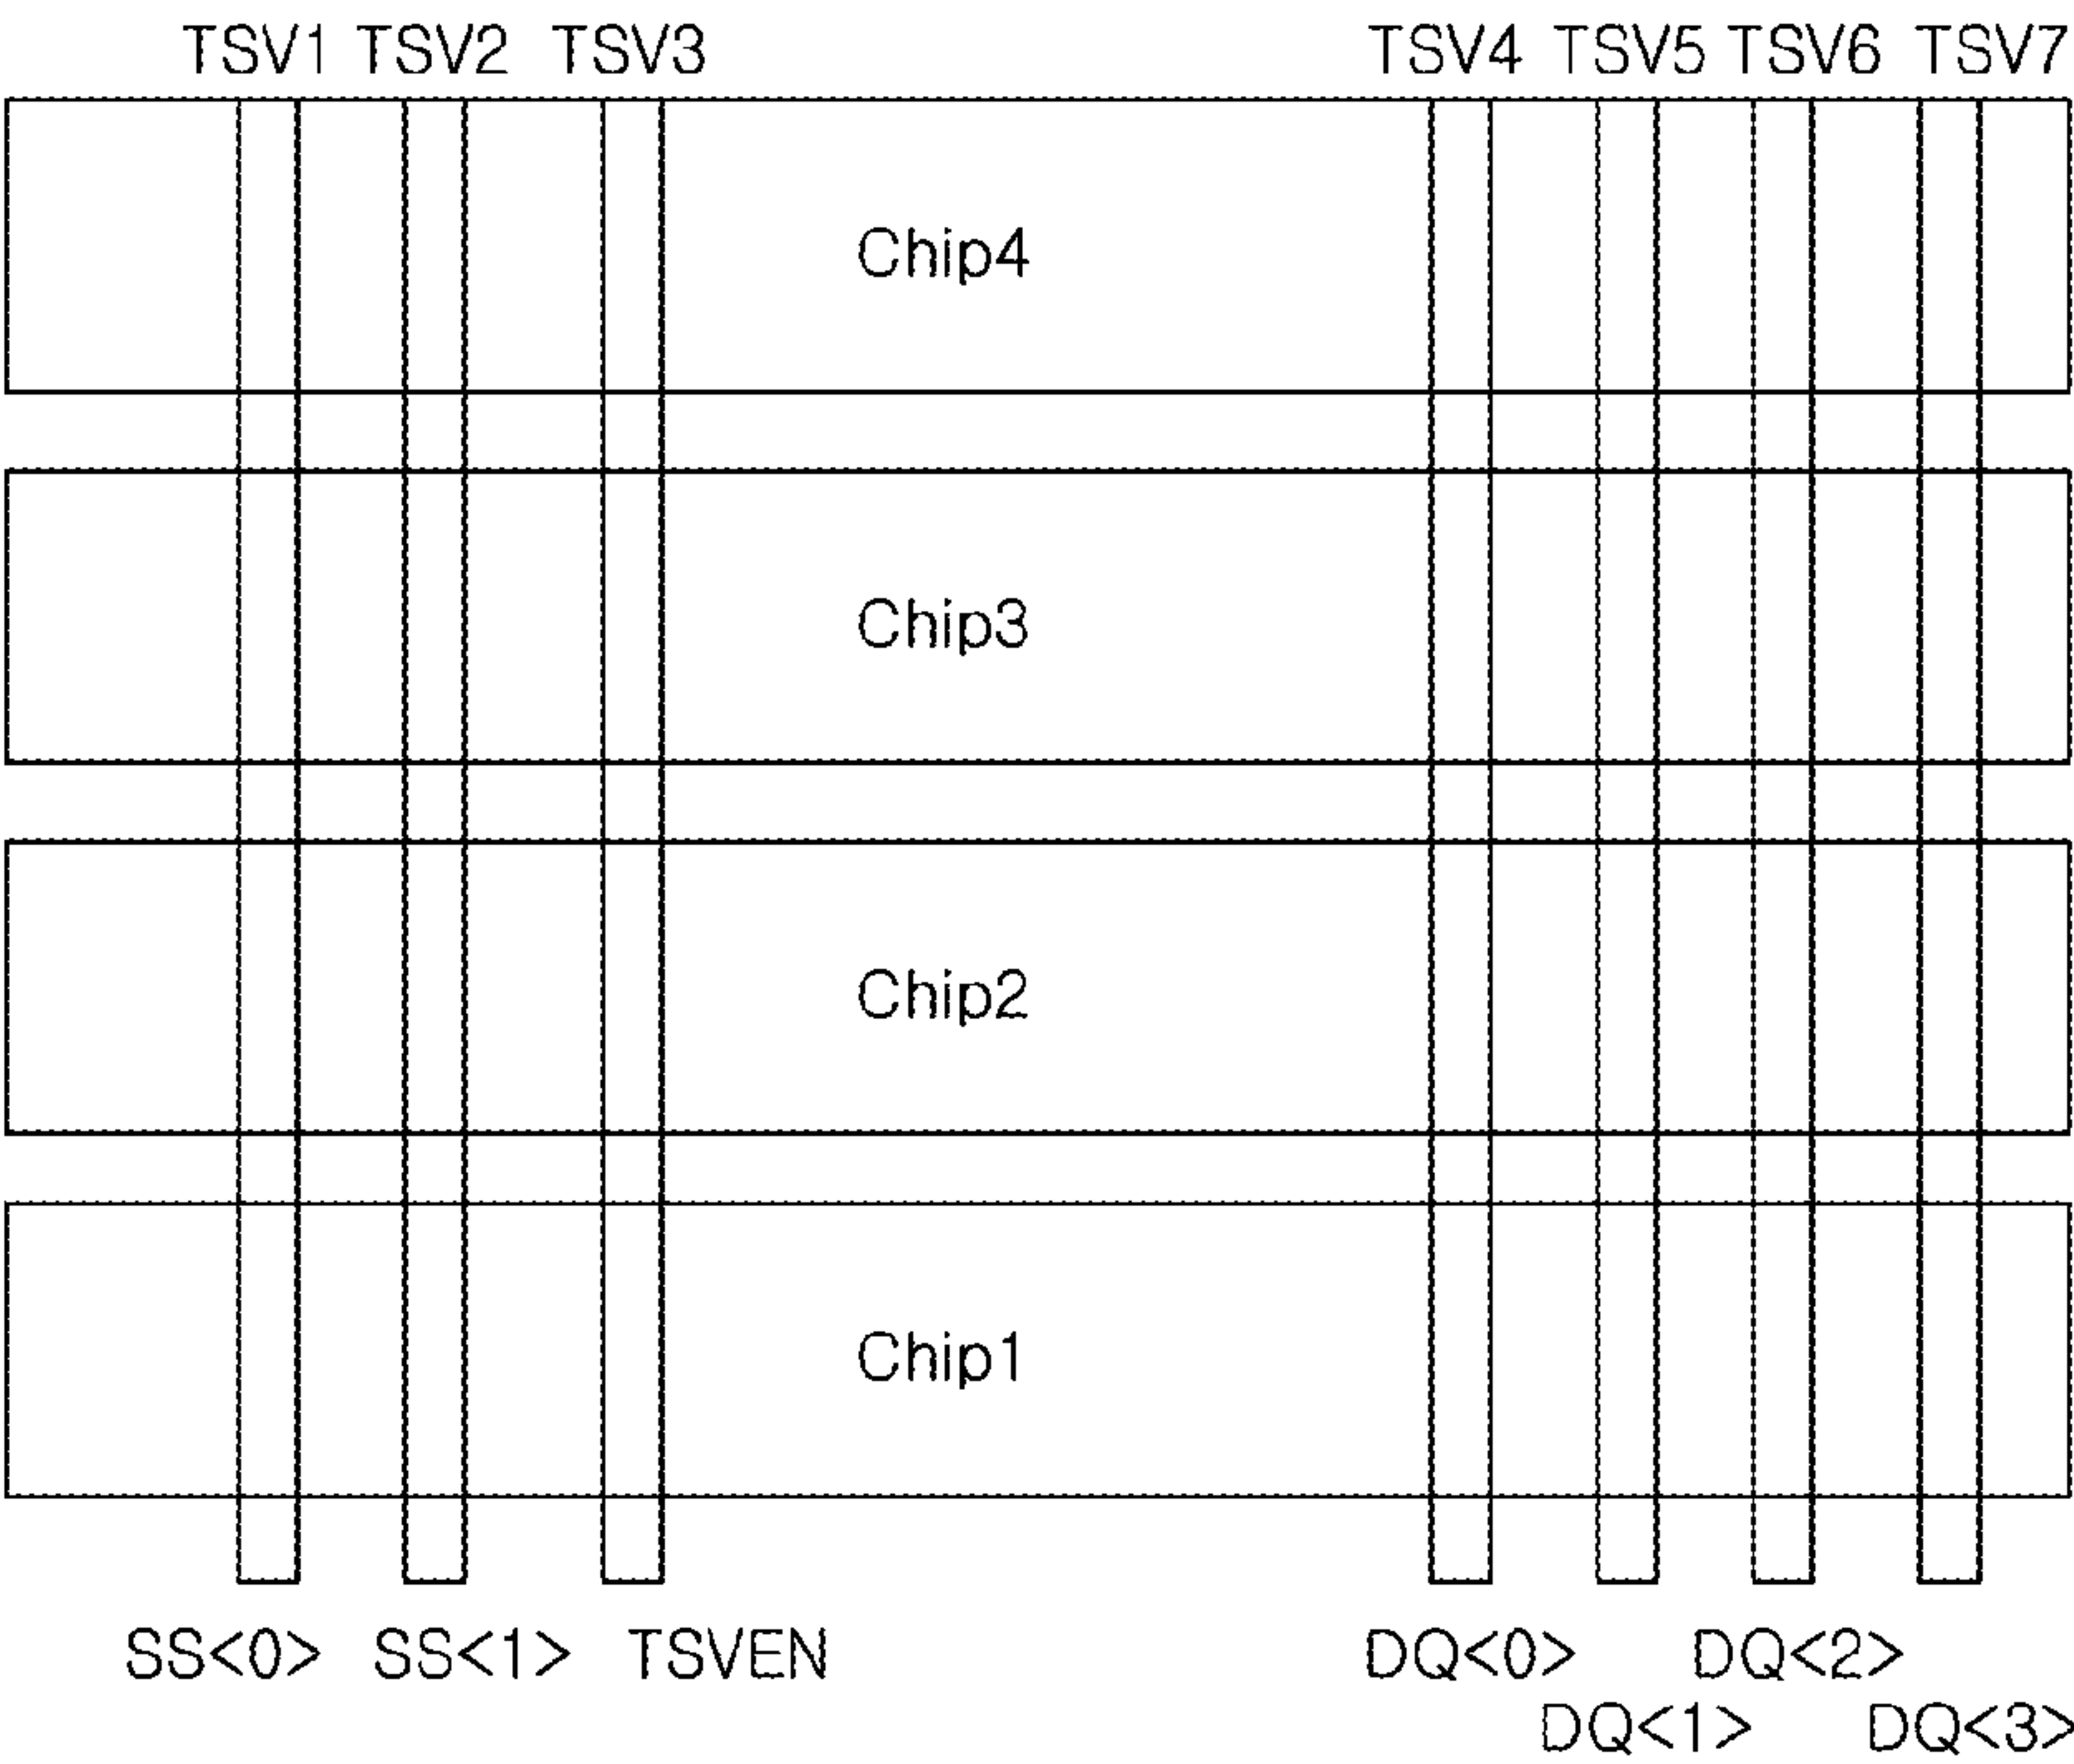 TSV1 TSV2 TSV3 TSV4 TSV5 TSV6 TSV7
Chip4
Chip3
Chip2
Chip1
SS<0> SS<1> TSVEN DQ<0> DQ<2>
DQ<1> DQ<3>